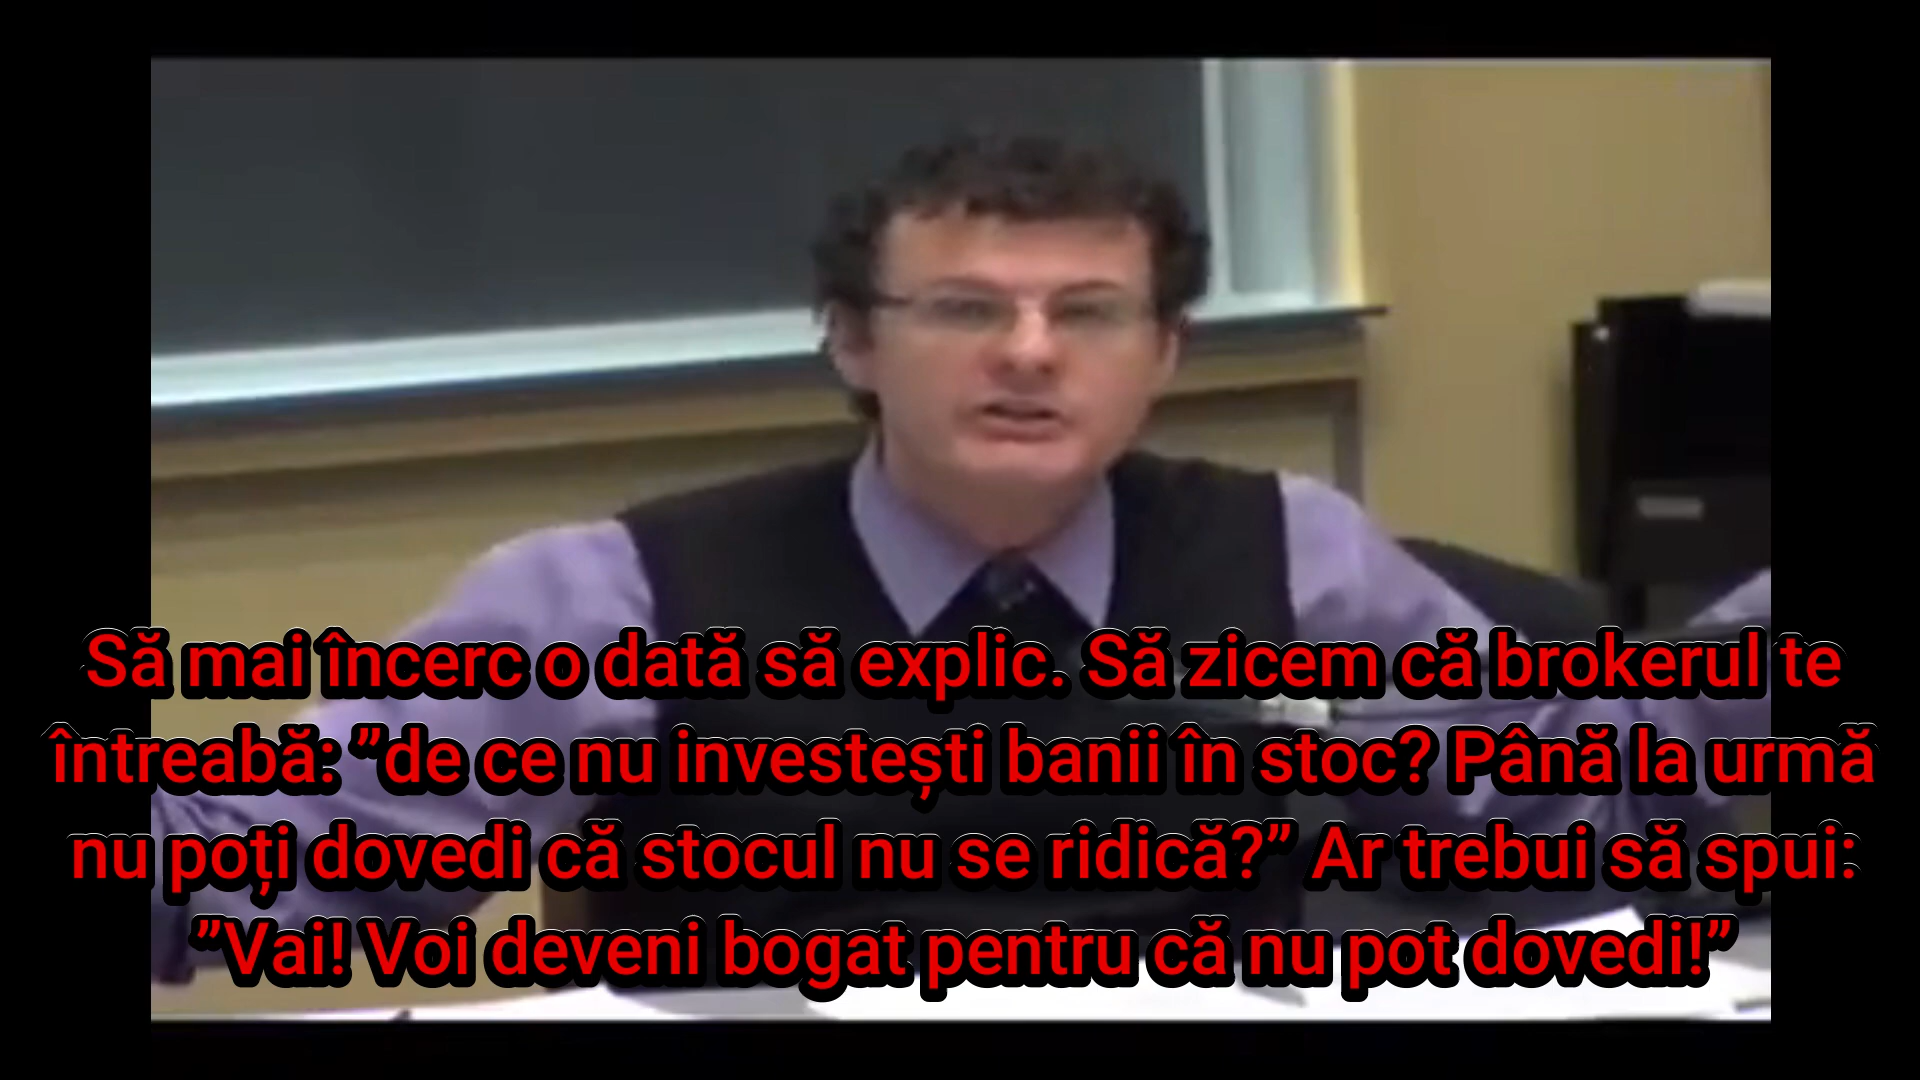 Să mai încerc o dată să explic. Să zicem că brokerul te
întreabă: ”de ce nu investești banii în stoc? Până la urmă
nu poți dovedi că stocul nu se ridică?” Ar trebui să spui:
”Vai! Voi deveni bogat pentru că nu pot dovedi!”